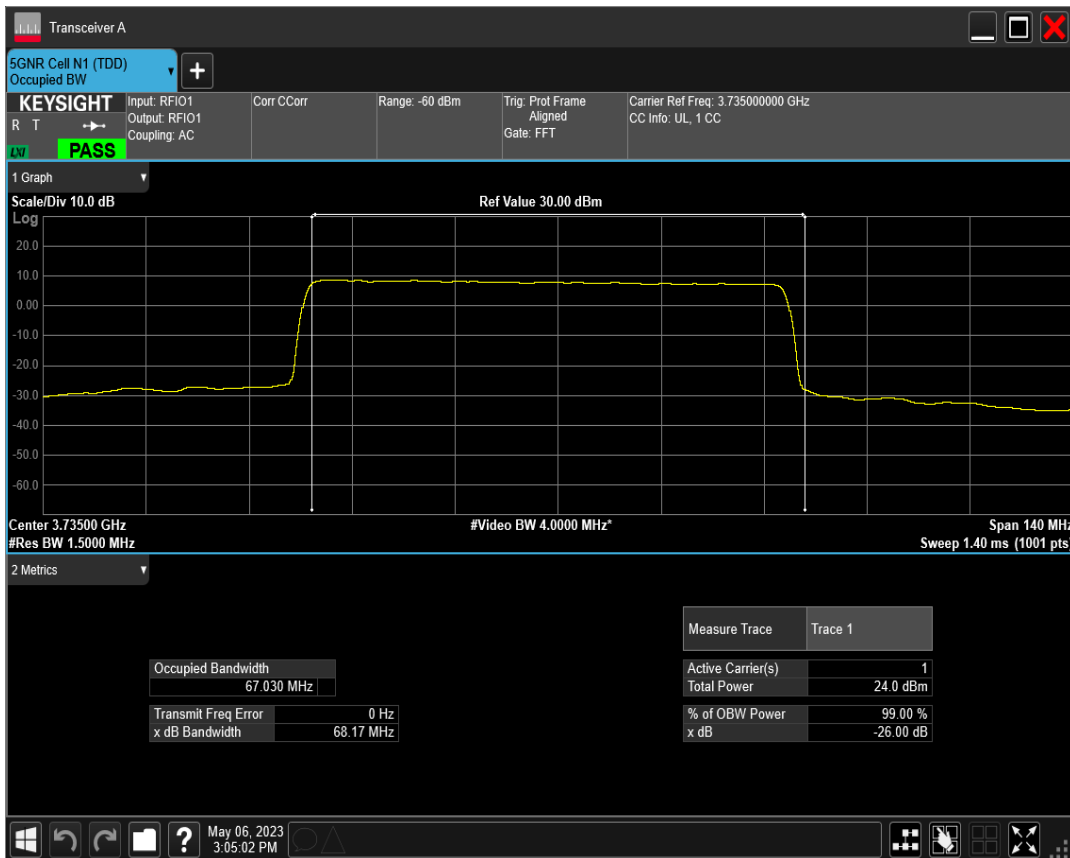 Transceiver A
5GNR Cell N1 (TDD)
Occupied BW
+
KEYSIGHT
R T
LXI
PASS
Input: RFIO1
Output: RFIO1
Coupling: AC
Corr CCorr
Range: -60 dBm
Trig: Prot Frame
Aligned
Gate: FFT
Carrier Ref Freq: 3.735000000 GHz
CC Info: UL, 1 CC
1 Graph
Scale/Div 10.0 dB
Ref Value 30.00 dBm
Log
20.0
10.0
0.00
-10.0
-20.0
-30.0
-40.0
-50.0
-60.0
Center 3.73500 GHz
#Video BW 4.0000 MHz*
Span 140 MHz
#Res BW 1.5000 MHz
Sweep 1.40 ms (1001 pts)
2 Metrics
Measure Trace Trace 1
Occupied Bandwidth
67.030 MHz
Active Carrier(s) 1
Total Power 24.0 dBm
Transmit Freq Error 0 Hz
x dB Bandwidth 68.17 MHz
% of OBW Power 99.00 %
x dB -26.00 dB
?
May 06, 2023
3:05:02 PM